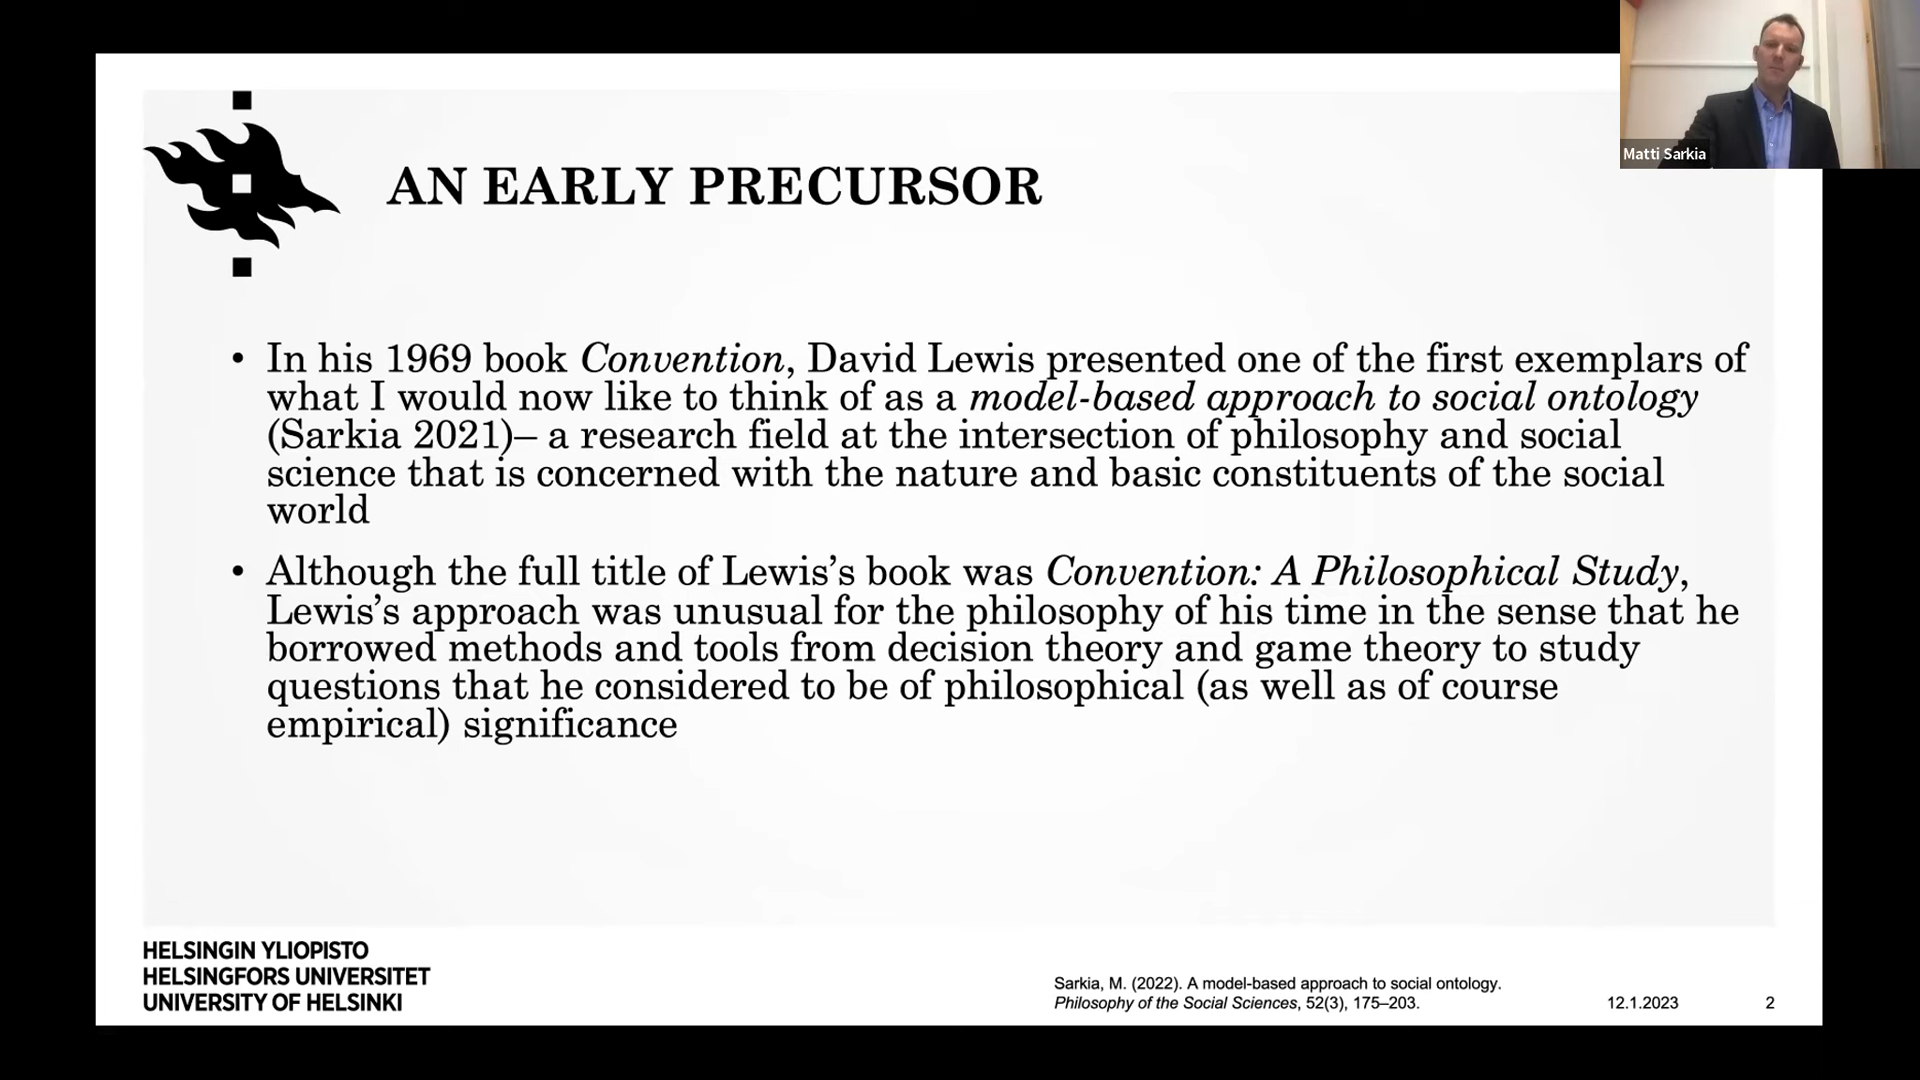 Matti Sarkia
AN EARLY PRECURSOR
• In his 1969 book Convention, David Lewis presented one of the first exemplars of
what I would now like to think of as a model-based approach to social ontology
(Sarkia 2021)– a research field at the intersection of philosophy and social
science that is concerned with the nature and basic constituents of the social
world
• Although the full title of Lewis’s book was Convention: A Philosophical Study,
Lewis’s approach was unusual for the philosophy of his time in the sense that he
borrowed methods and tools from decision theory and game theory to study
questions that he considered to be of philosophical (as well as of course
empirical) significance
HELSINGIN YLIOPISTO
HELSINGFORS UNIVERSITET
UNIVERSITY OF HELSINKI
Sarkia, M. (2022). A model-based approach to social ontology.
Philosophy of the Social Sciences, 52(3), 175–203.
12.1.2023
2